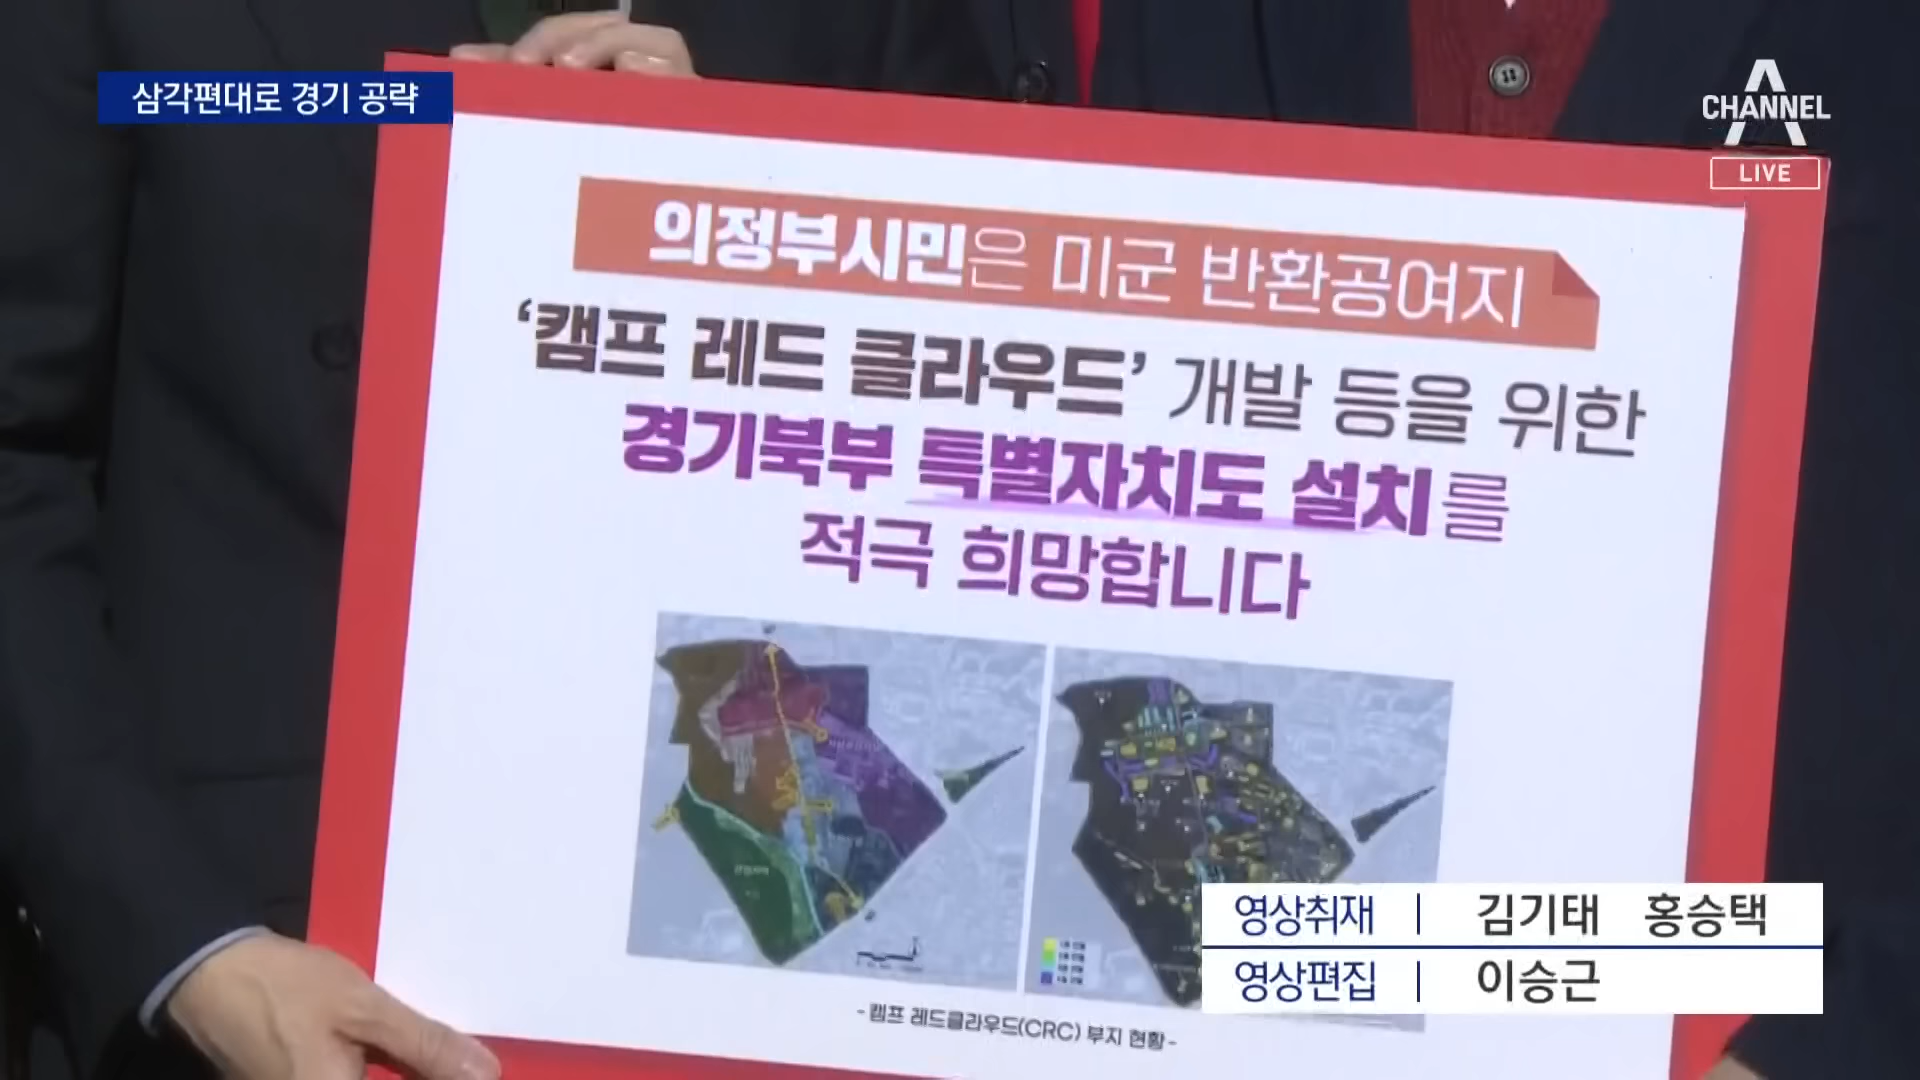 삼각편대로 경기 공략
CHANNEL A
LIVE
의정부시민은 미군 반환공여지
‘캠프 레드 클라우드’ 개발 등을 위한
경기북부 특별자치도 설치를
적극 희망합니다
-캠프 레드클라우드(CRC) 부지 현황-
영상취재 | 김기태 홍승택
영상편집 | 이승근